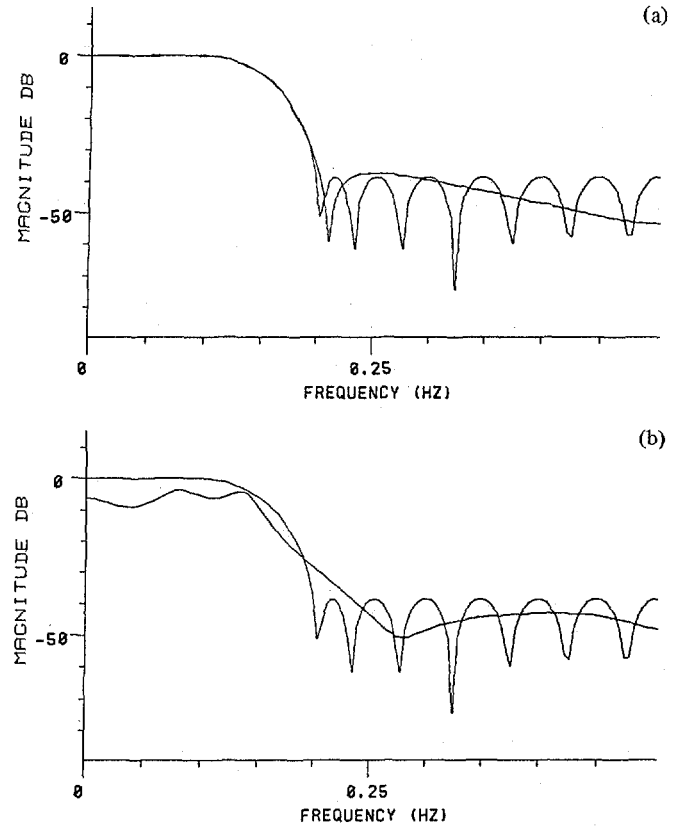 (a)
0
MAGNITUDE DB
-50
0
0.25
FREQUENCY (HZ)
(b)
0
MAGNITUDE DB
-50
0
0.25
FREQUENCY (HZ)